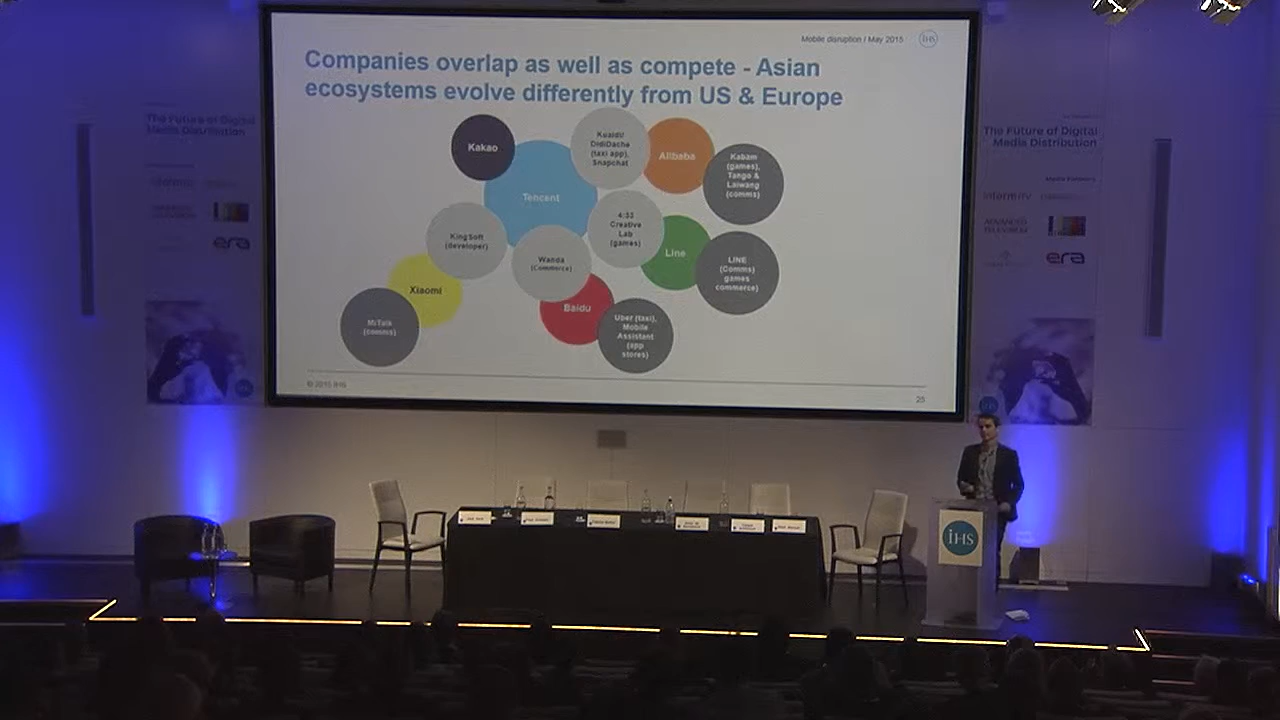 Mobile disruption / May 2015
IHS
Companies overlap as well as compete - Asian
ecosystems evolve differently from US & Europe
Kakao
Tencent
Kuaidi/
DidiDache
(taxi app),
Snapchat
Alibaba
Kabam
(games),
Tango &
Laiwang
(comms)
KingSoft
(developer)
Wanda
(Commerce)
4:33
Creative
Lab
(games)
Line
LINE
(Comms)
games
commerce)
Xiaomi
MiTalk
(comms)
Baidu
Uber (taxi),
Mobile
Assistant
(app
stores)
© 2015 IHS
25
The Future of Digital
Media Distribution
era
The Future of Digital
Media Distribution
ADVANCED
TELEVISION
era
IHS